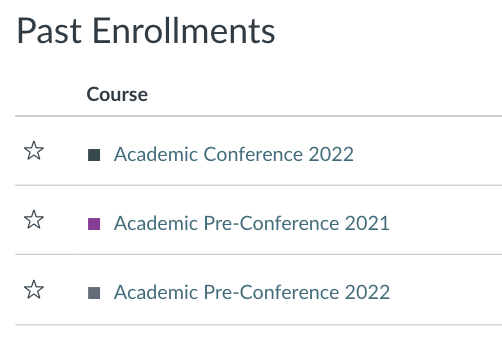 Past Enrollments
Course
Academic Conference 2022
Academic Pre-Conference 2021
Academic Pre-Conference 2022